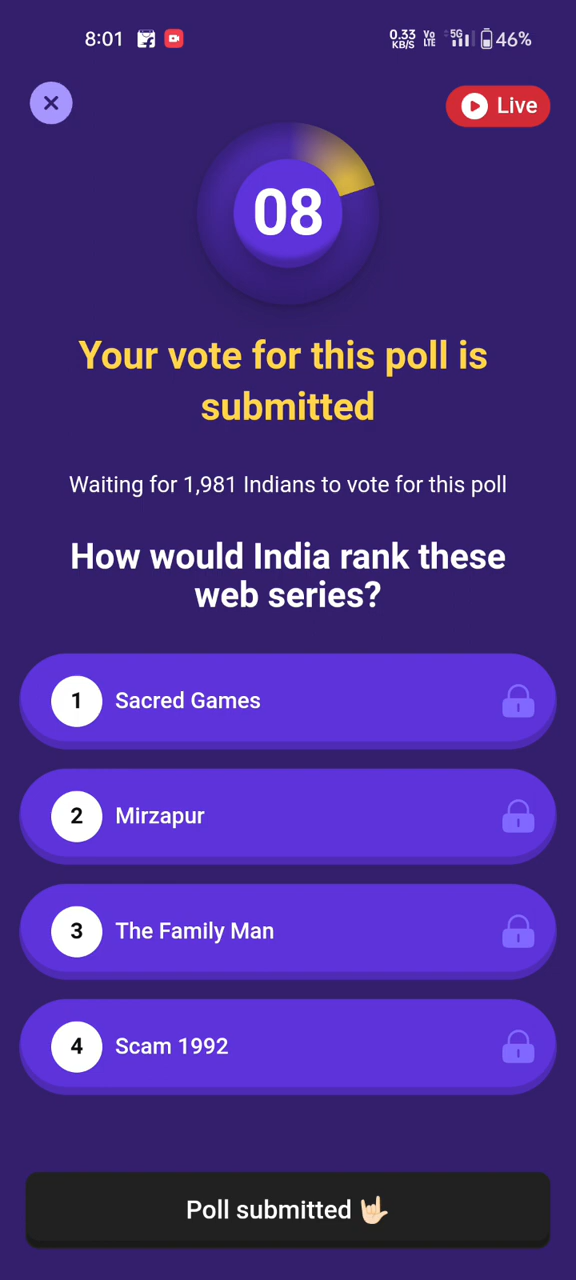 8:01
0.33 KB/S Vo LTE 5G 46%
Live
08
Your vote for this poll is
submitted
Waiting for 1,981 Indians to vote for this poll
How would India rank these
web series?
1 Sacred Games
2 Mirzapur
3 The Family Man
4 Scam 1992
Poll submitted 🤟🏻